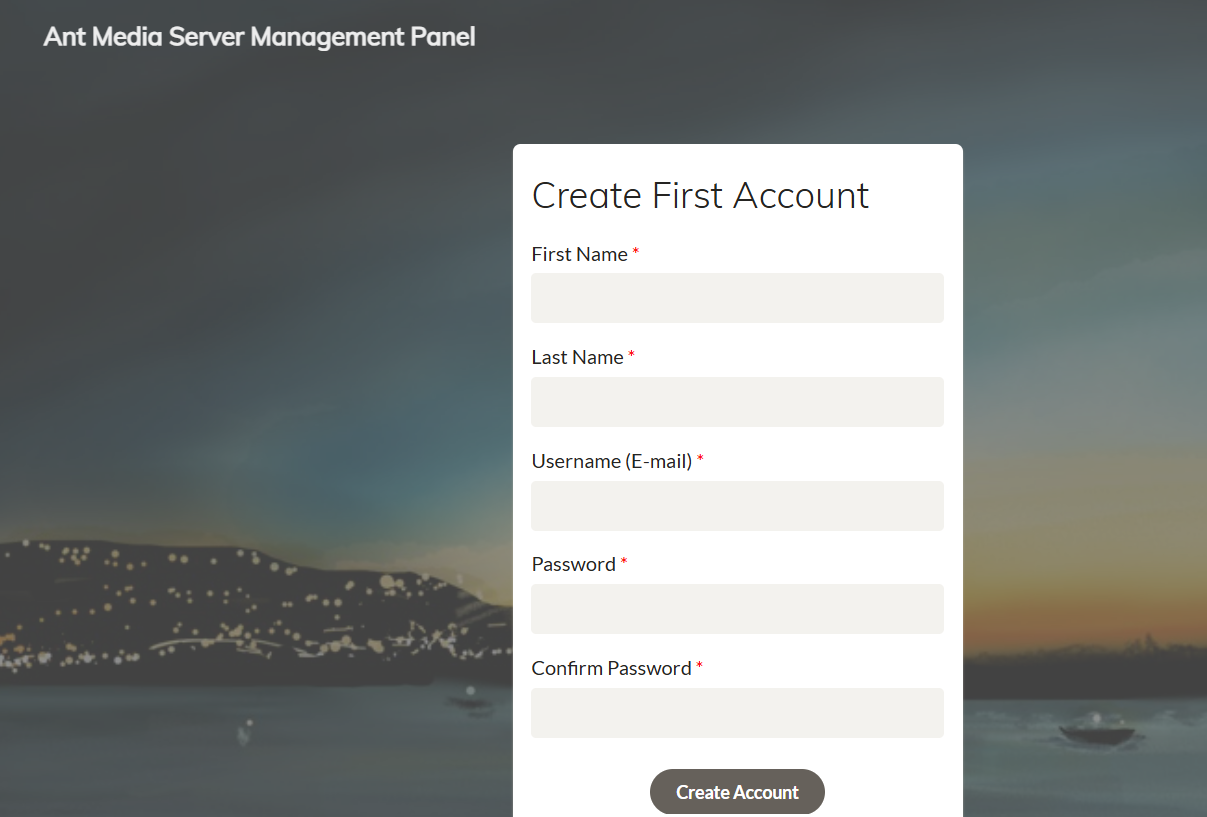 Ant Media Server Management Panel
Create First Account
First Name *
Last Name *
Username (E-mail) *
Password *
Confirm Password *
Create Account